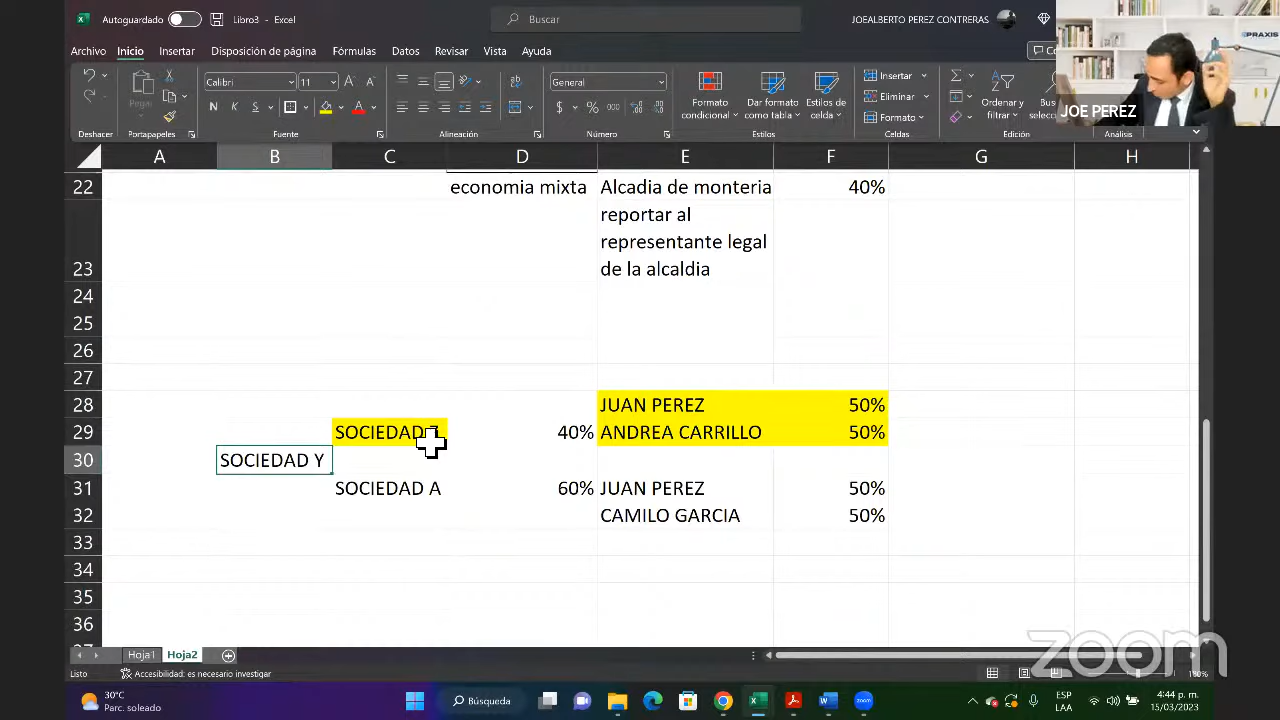 Autoguardado
Libro3 - Excel
Buscar
JOEALBERTO PEREZ CONTRERAS
Archivo Inicio Insertar Disposición de página Fórmulas Datos Revisar Vista Ayuda
Pegar
Calibri 11
N K S
General
$ % 000
Formato condicional
Dar formato como tabla
Estilos de celda
Insertar
Eliminar
Formato
Ordenar y filtrar
Deshacer Portapapeles Fuente Alineación Número Estilos Celdas Edición Análisis
PRAXIS
JOE PEREZ
A B C D E F G H
22 economia mixta Alcadia de monteria 40%
reportar al
representante legal
23 de la alcaldia
24
25
26
27
28 JUAN PEREZ 50%
29 SOCIEDAD 40% ANDREA CARRILLO 50%
30 SOCIEDAD Y
31 SOCIEDAD A 60% JUAN PEREZ 50%
32 CAMILO GARCIA 50%
33
34
35
36
Hoja1 Hoja2
Listo
Accesibilidad: es necesario investigar
zoom
30°C
Parc. soleado
Búsqueda
ESP
LAA
4:44 p. m.
15/03/2023